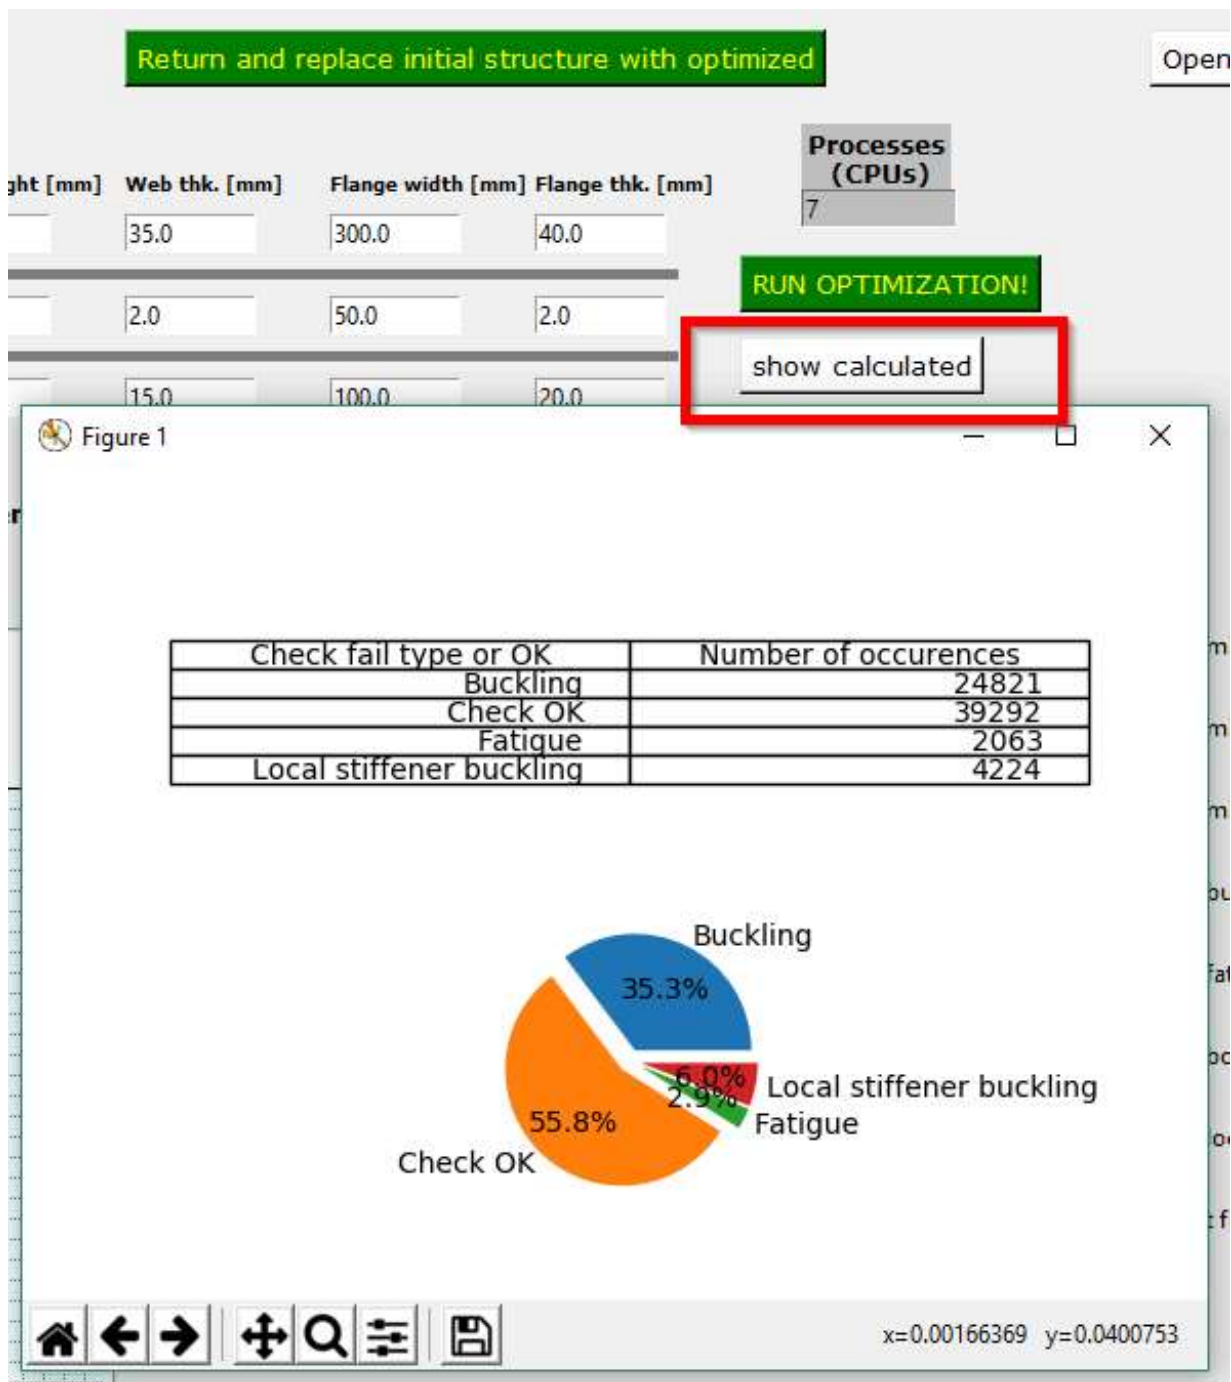 Return and replace initial structure with optimized
Open
Processes
(CPUs)
7
ght [mm] Web thk. [mm] Flange width [mm] Flange thk. [mm]
35.0 300.0 40.0
RUN OPTIMIZATION!
2.0 50.0 2.0
show calculated
15.0 100.0 20.0
Figure 1
Check fail type or OK Number of occurences
Buckling 24821
Check OK 39292
Fatigue 2063
Local stiffener buckling 4224
Buckling
35.3%
6.0%
Local stiffener buckling
2.9%
Fatigue
55.8%
Check OK
x=0.00166369 y=0.0400753